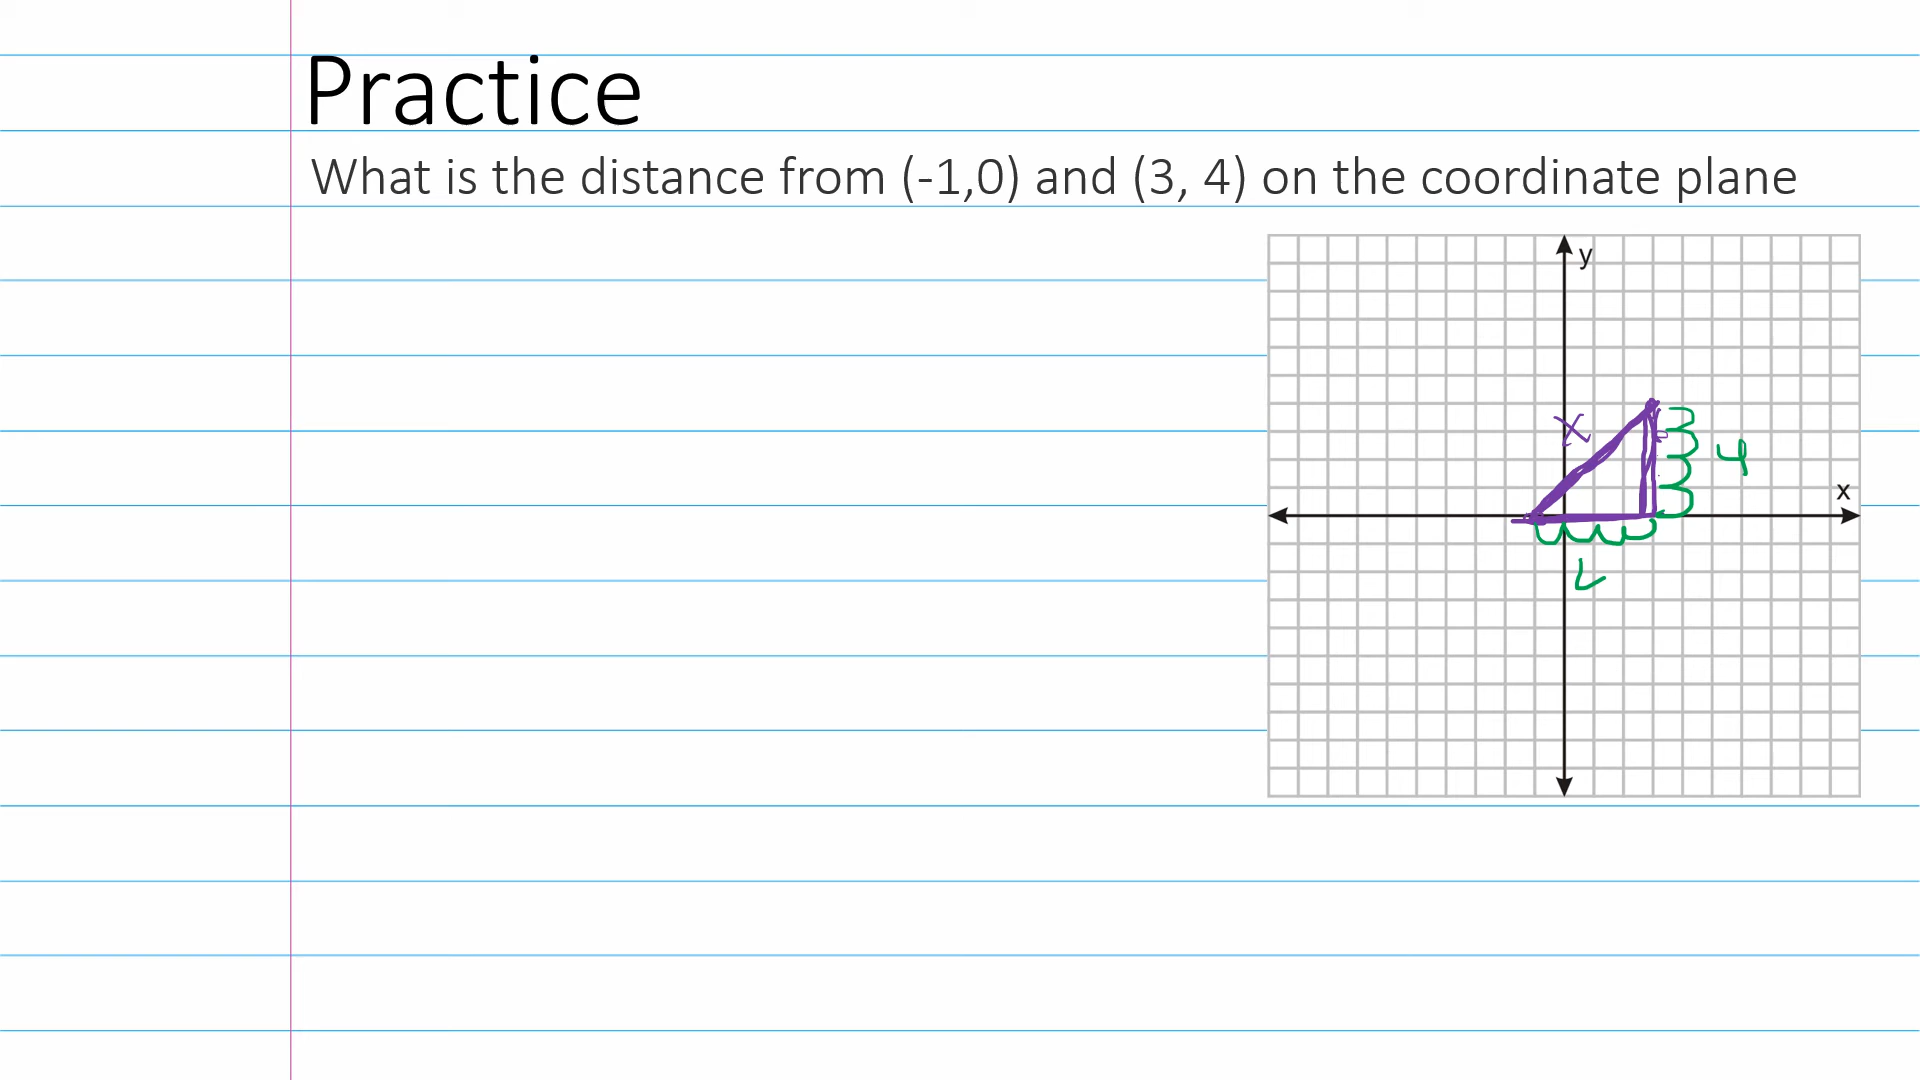 Practice
What is the distance from (-1,0) and (3, 4) on the coordinate plane
y
X
4
x